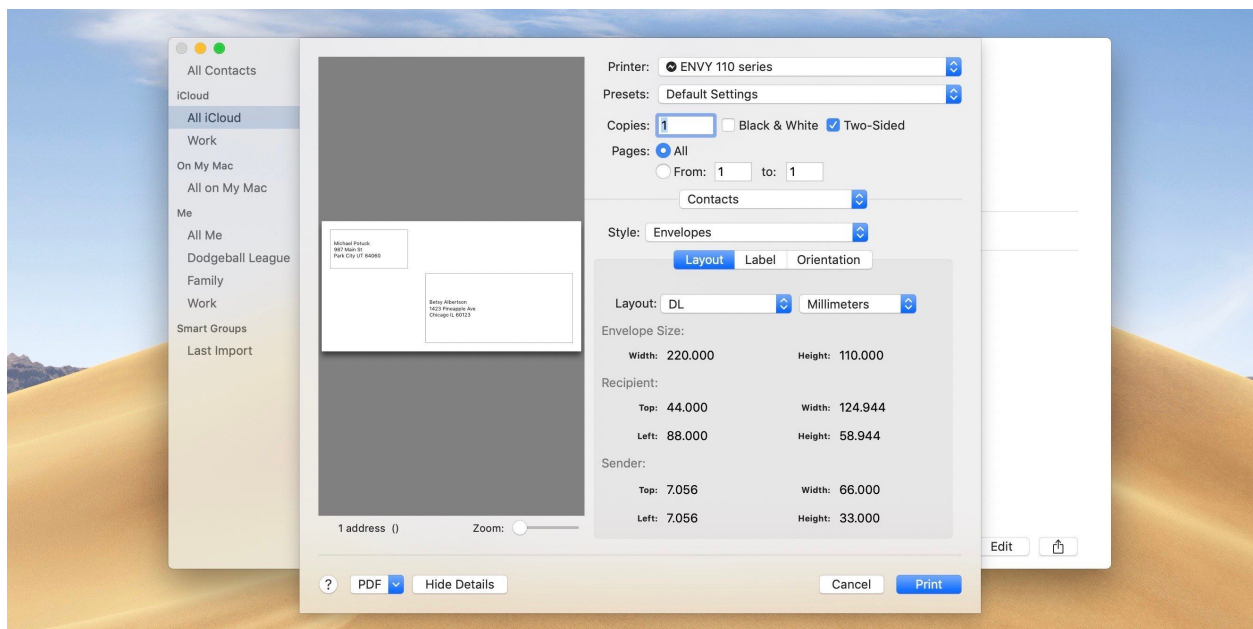 All Contacts
iCloud
All iCloud
Work
On My Mac
All on My Mac
Me
All Me
Dodgeball League
Family
Work
Smart Groups
Last Import
Michael Potuck
987 Main St
Park City UT 84060
Betsy Albertson
1423 Pineapple Ave
Chicago IL 60123
1 address ()
Zoom:
Printer: ENVY 110 series
Presets: Default Settings
Copies: 1 Black & White Two-Sided
Pages: All
From: 1 to: 1
Contacts
Style: Envelopes
Layout Label Orientation
Layout: DL Millimeters
Envelope Size:
Width: 220.000 Height: 110.000
Recipient:
Top: 44.000 Width: 124.944
Left: 88.000 Height: 58.944
Sender:
Top: 7.056 Width: 66.000
Left: 7.056 Height: 33.000
? PDF Hide Details Cancel Print
Edit